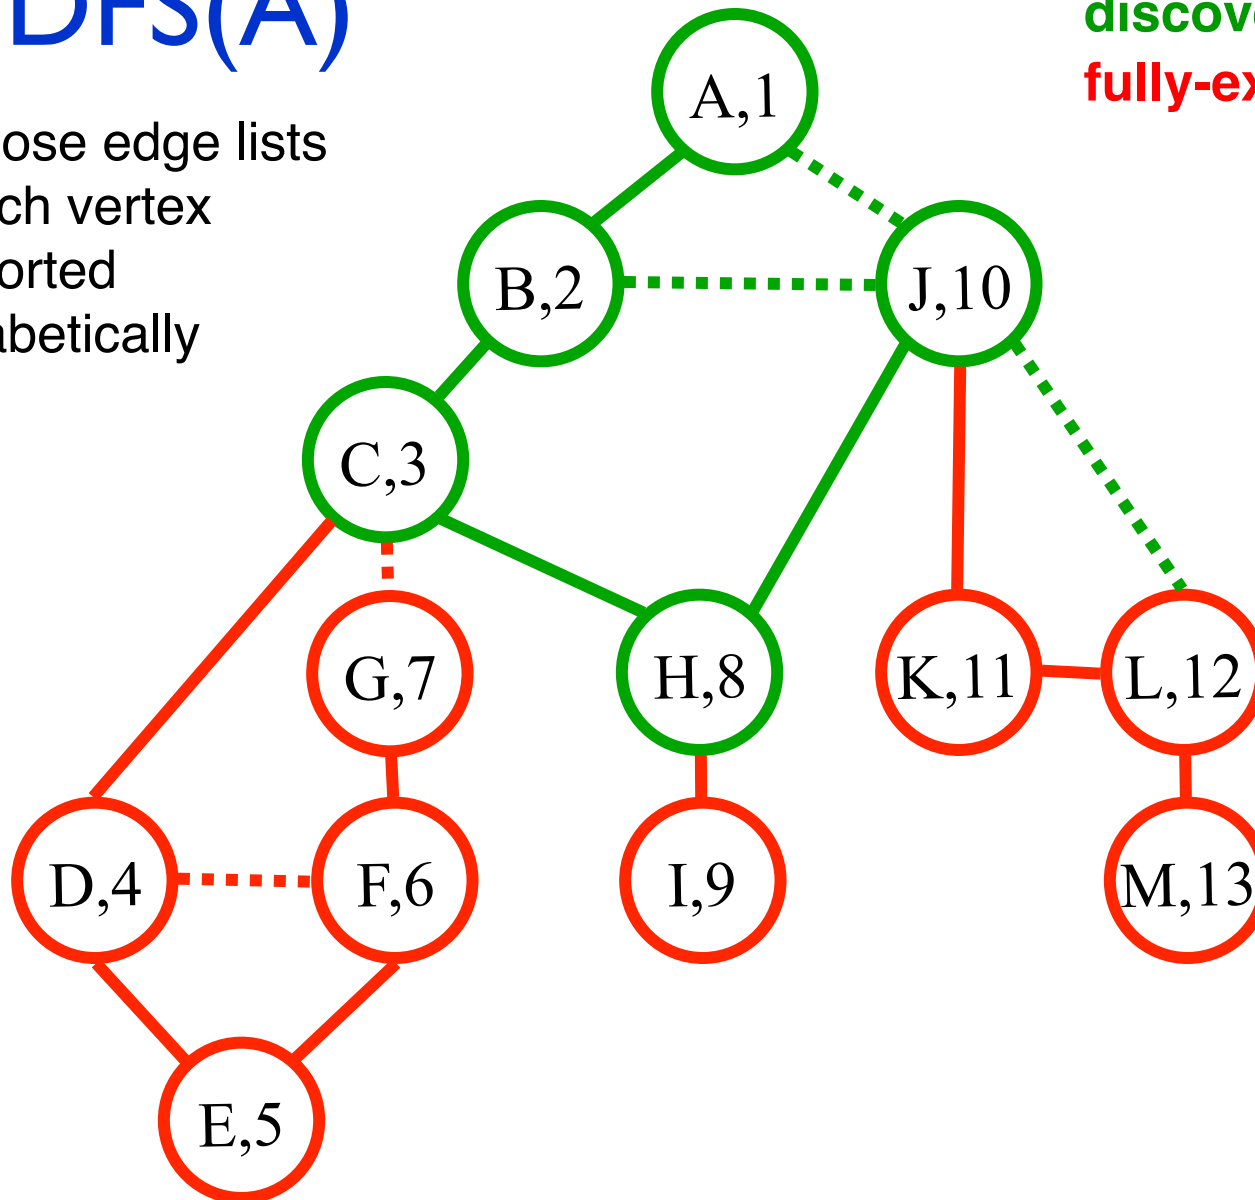 DFS(A)
discov
fully-ex
ose edge lists
ch vertex
orted
abetically
A,1
B,2
J,10
C,3
G,7
H,8
K,11
L,12
D,4
F,6
I,9
M,13
E,5